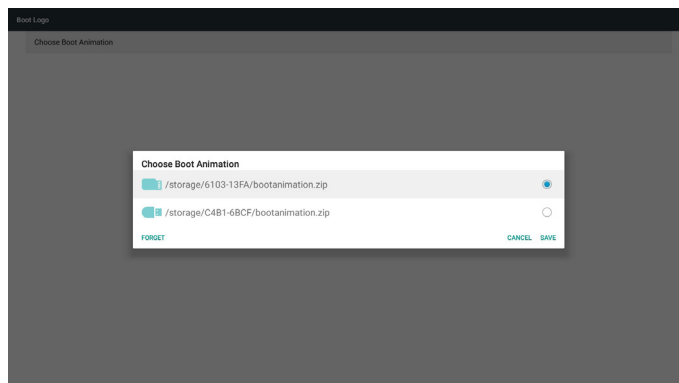 Boot Logo
Choose Boot Animation
Choose Boot Animation
/storage/6103-13FA/bootanimation.zip
/storage/C4B1-6BCF/bootanimation.zip
FORGET CANCEL SAVE